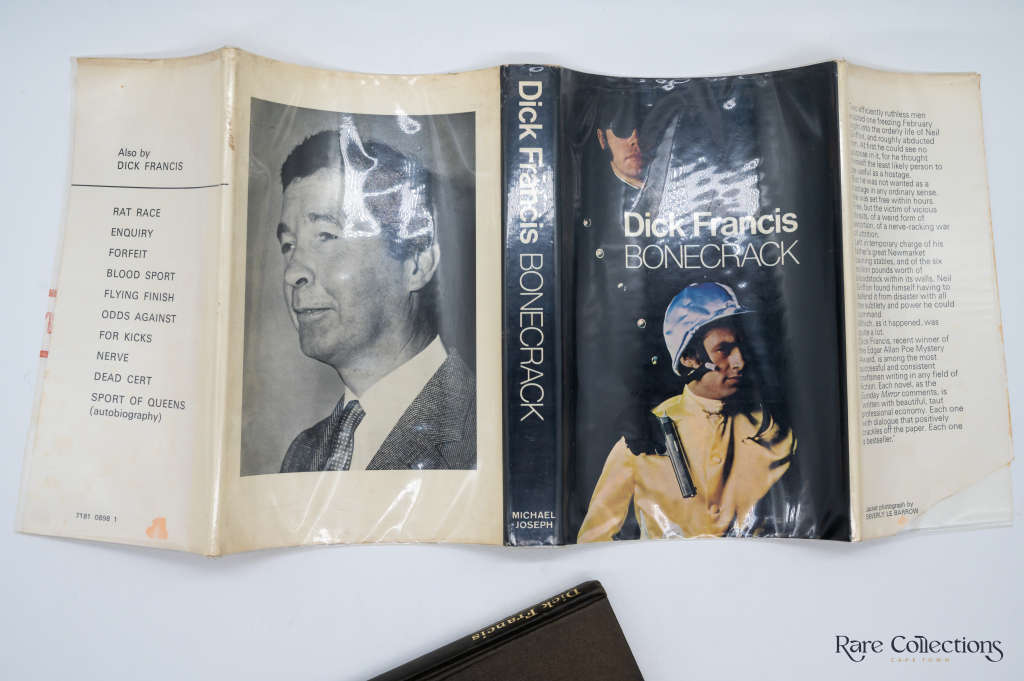 Also by
DICK FRANCIS
RAT RACE
ENQUIRY
FORFEIT
BLOOD SPORT
FLYING FINISH
ODDS AGAINST
FOR KICKS
NERVE
DEAD CERT
SPORT OF QUEENS
(autobiography)
7181 0898 1
Dick Francis BONECRACK
MICHAEL
JOSEPH
Dick Francis
BONECRACK
efficiently ruthless men
one freezing February
into the orderly life of Neil
and roughly abducted
At first he could see no
in it, for he thought
the least likely person to
useful as a hostage.
he was not wanted as a
in any ordinary sense.
was set free within hours.
but the victim of vicious
of a weird form of
of a nerve-racking war
in temporary charge of his
great Newmarket
stables, and of the six
pounds worth of
within its walls, Neil
found himself having to
it from disaster with all
subtlety and power he could
Which, as it happened, was
quite a lot.
Dick Francis, recent winner of
the Edgar Allan Poe Mystery
Award, is among the most
successful and consistent
craftsmen writing in any field of
fiction. Each novel, as the
Sunday Mirror comments, is
'written with beautiful, taut
professional economy. Each one
with dialogue that positively
crackles off the paper. Each one
a bestseller.'
Jacket photograph by
BEVERLY LE BARROW
Dick Francis
Rare Collections
CAPE TOWN